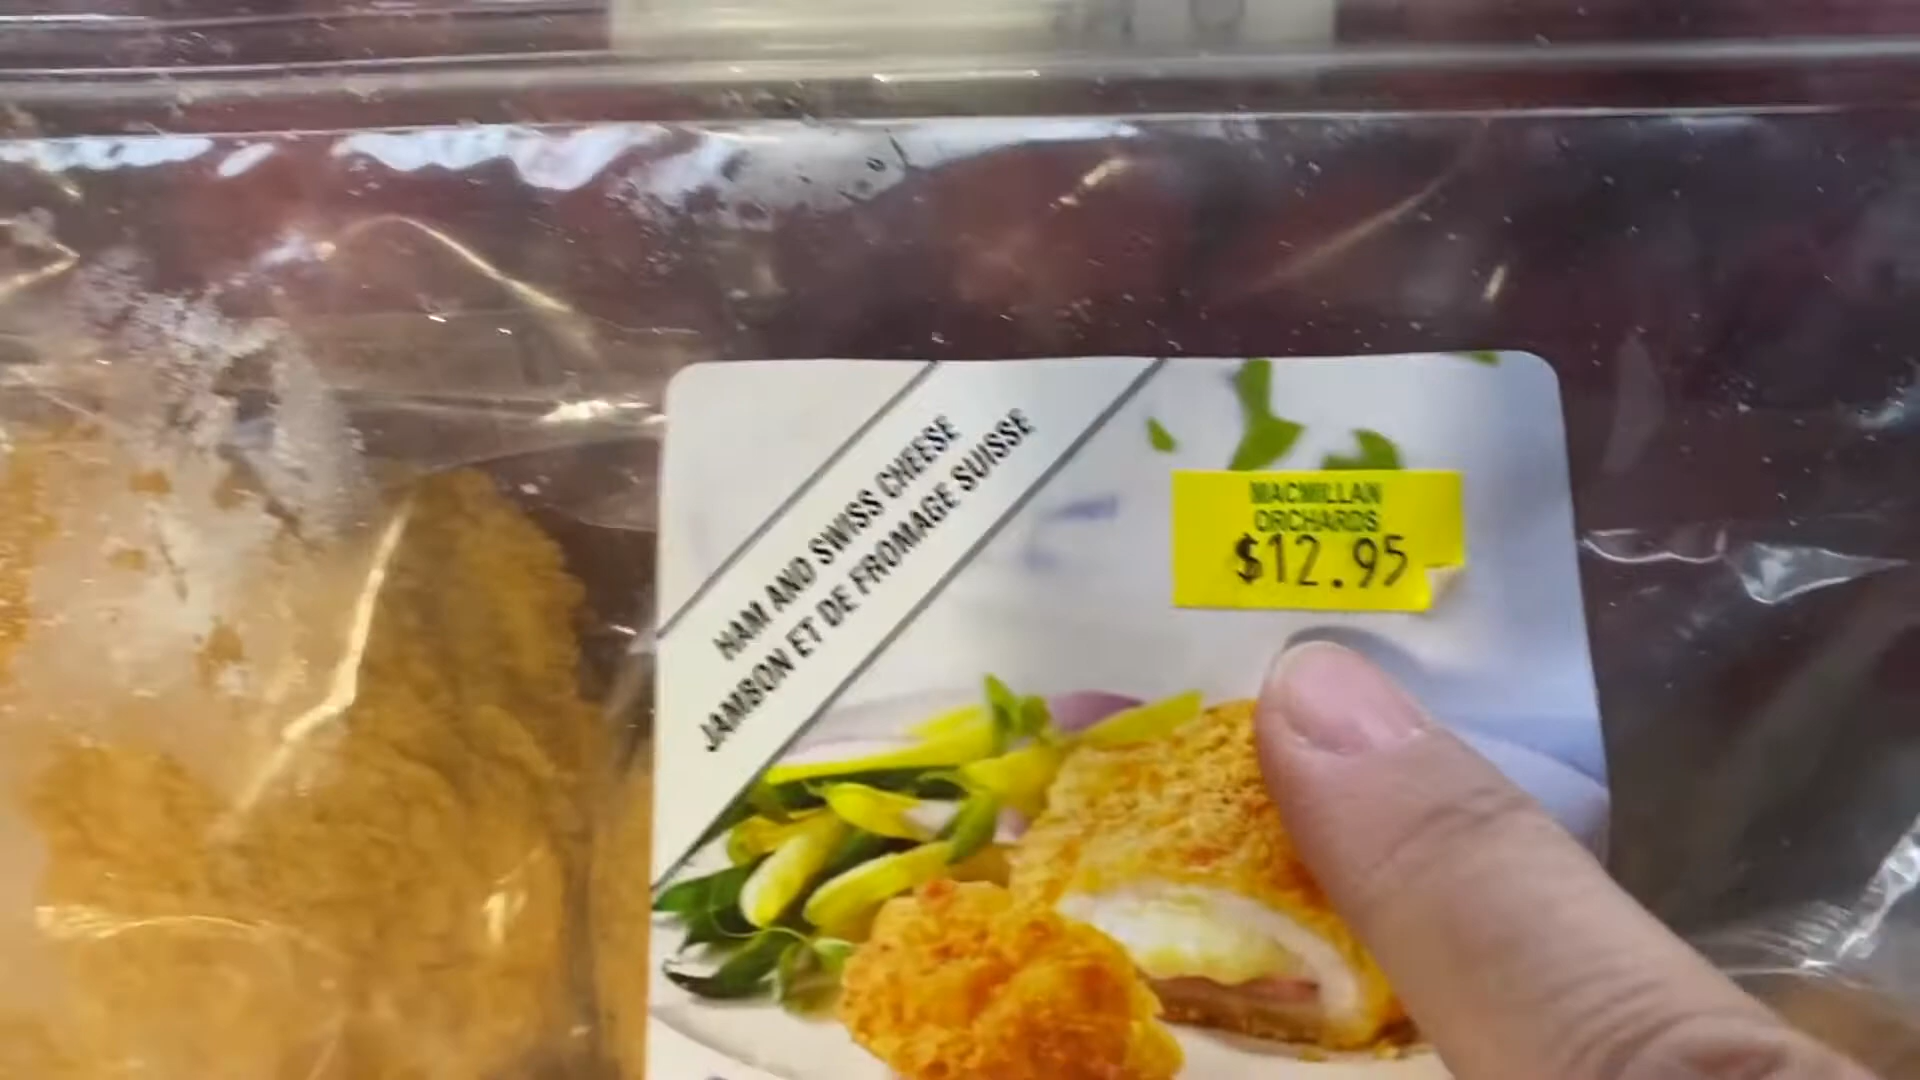 HAM AND SWISS CHEESE
JAMBON ET DE FROMAGE SUISSE
MACMILLAN
ORCHARDS
$12.95